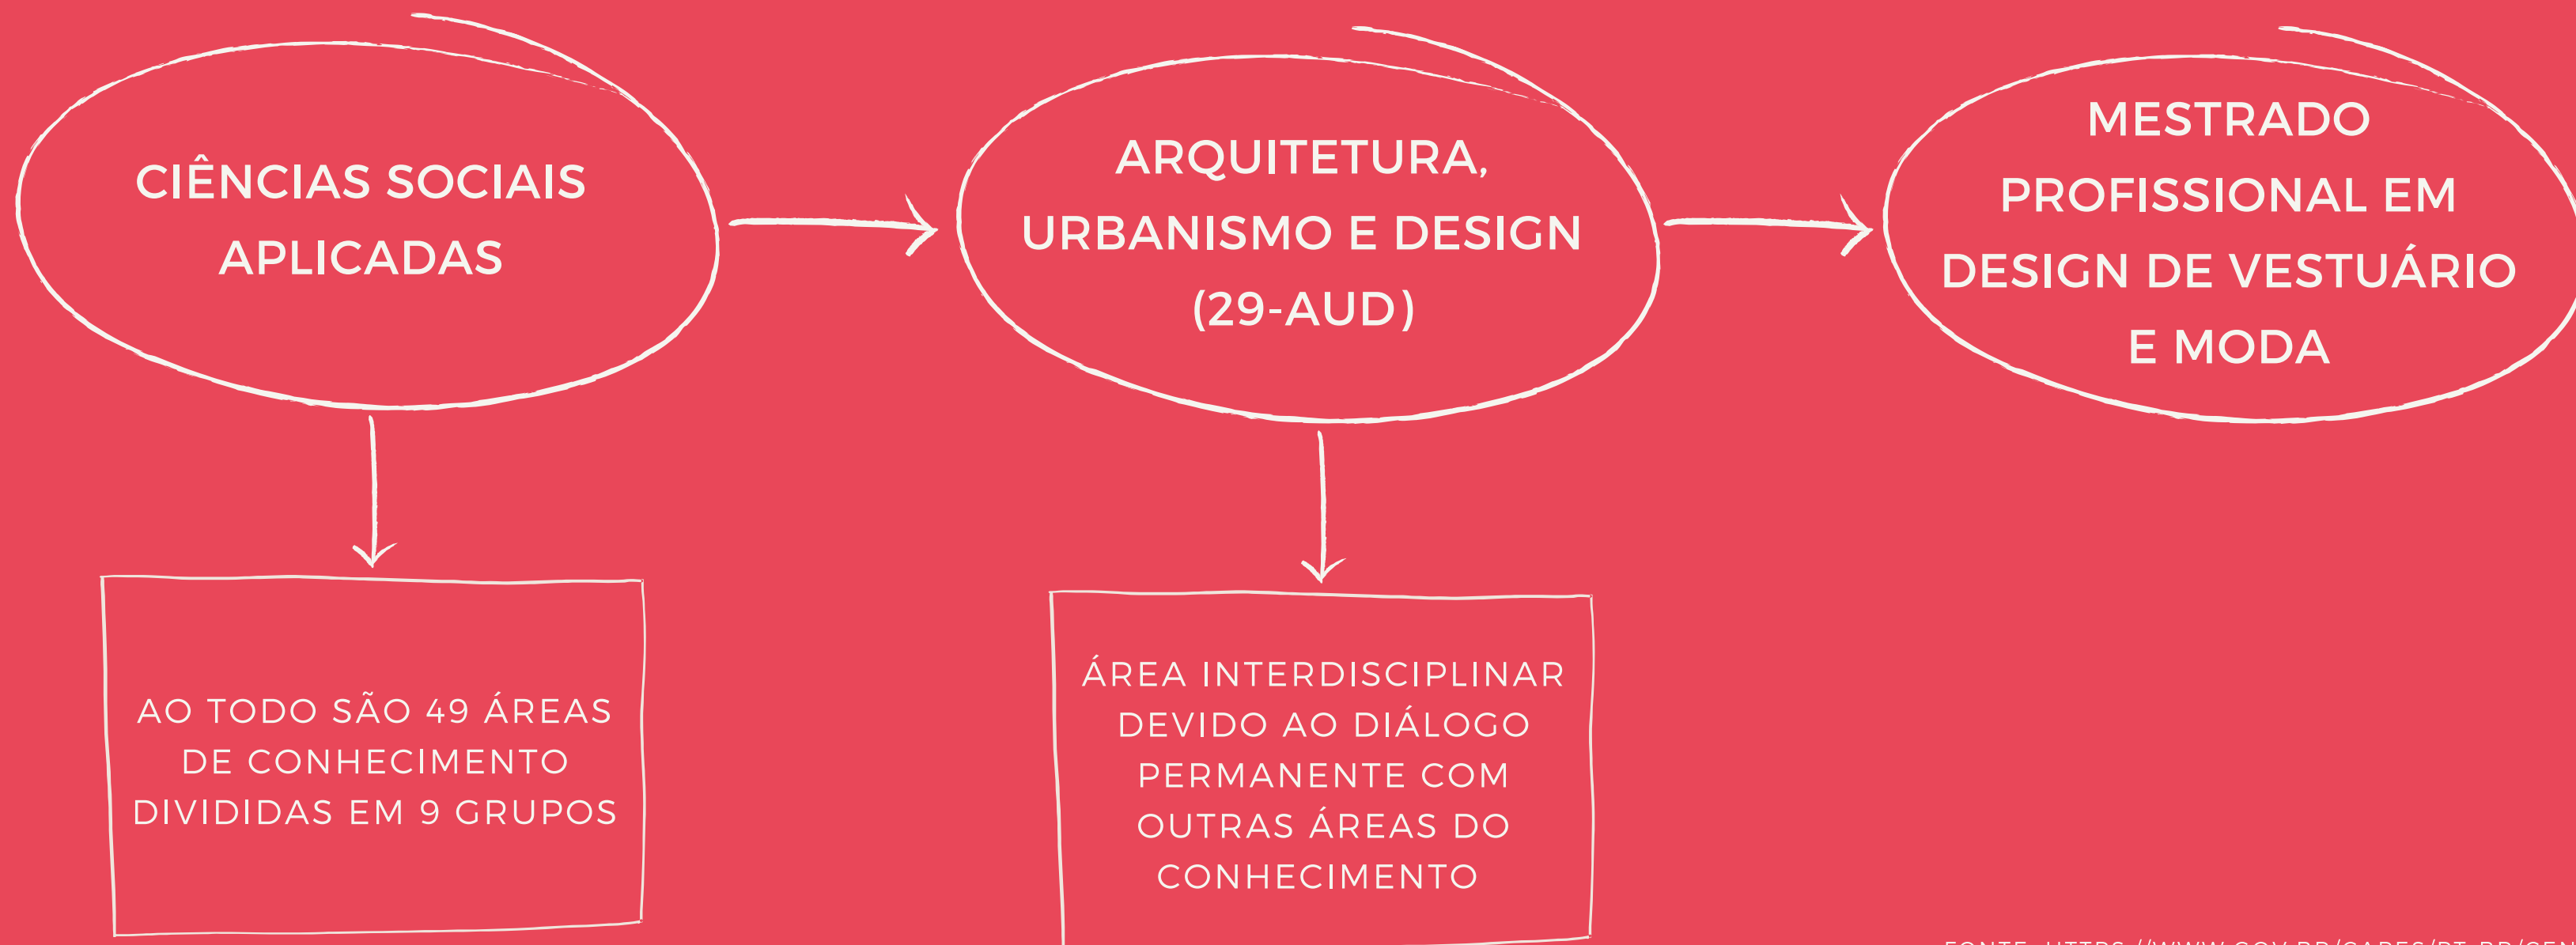 CIÊNCIAS SOCIAIS
APLICADAS
ARQUITETURA,
URBANISMO E DESIGN
(29-AUD)
MESTRADO
PROFISSIONAL EM
DESIGN DE VESTUÁRIO
E MODA
AO TODO SÃO 49 ÁREAS
DE CONHECIMENTO
DIVIDIDAS EM 9 GRUPOS
ÁREA INTERDISCIPLINAR
DEVIDO AO DIÁLOGO
PERMANENTE COM
OUTRAS ÁREAS DO
CONHECIMENTO